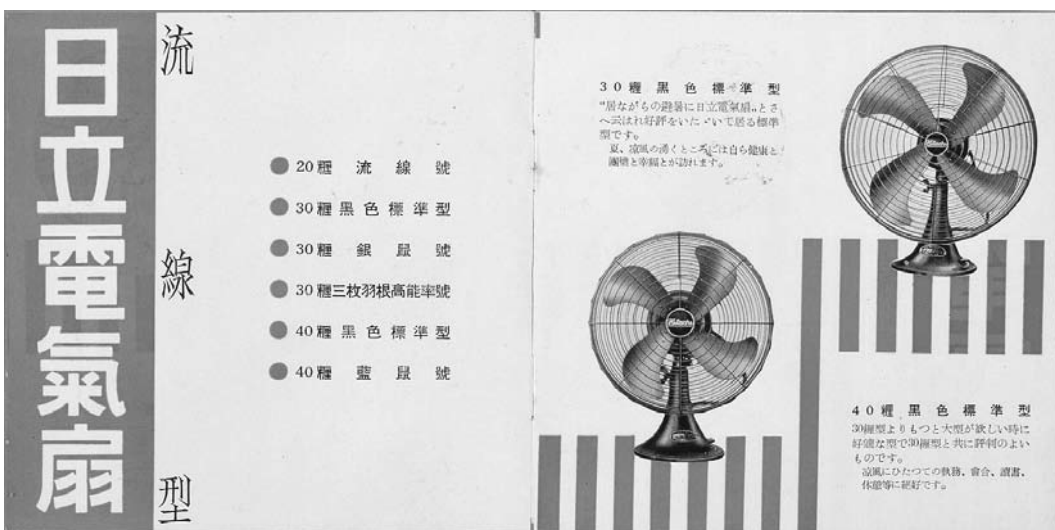 日立電氣扇
流線型
20糎 流線號
30糎黑色標準型
30糎 銀鼠號
30糎三枚羽根高能率號
40糎黑色標準型
40糎 藍鼠號
30糎黑色標準型
"居ながらの避暑に日立電氣扇„とさ
へ云はれ好評をいたゞいて居る標準
型です。
夏、涼風の湧くところには自ら健康と
團欒と幸福とが訪れます。
40糎黑色標準型
30糎型よりもつと大型が欲しい時に
好適な型で30糎型と共に評判のよい
ものです。
涼風にひたつての執務、會合、讀書、
休憩等に絕好です。